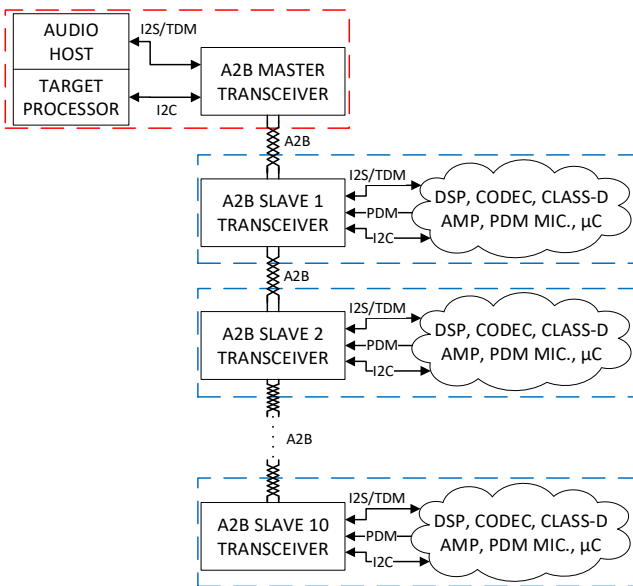 AUDIO
HOST
I2S/TDM
TARGET
PROCESSOR
I2C
A2B MASTER
TRANSCEIVER
A2B
A2B SLAVE 1
TRANSCEIVER
I2S/TDM
PDM
I2C
DSP, CODEC, CLASS-D
AMP, PDM MIC., µC
A2B
A2B SLAVE 2
TRANSCEIVER
I2S/TDM
PDM
I2C
DSP, CODEC, CLASS-D
AMP, PDM MIC., µC
A2B
A2B SLAVE 10
TRANSCEIVER
I2S/TDM
PDM
I2C
DSP, CODEC, CLASS-D
AMP, PDM MIC., µC